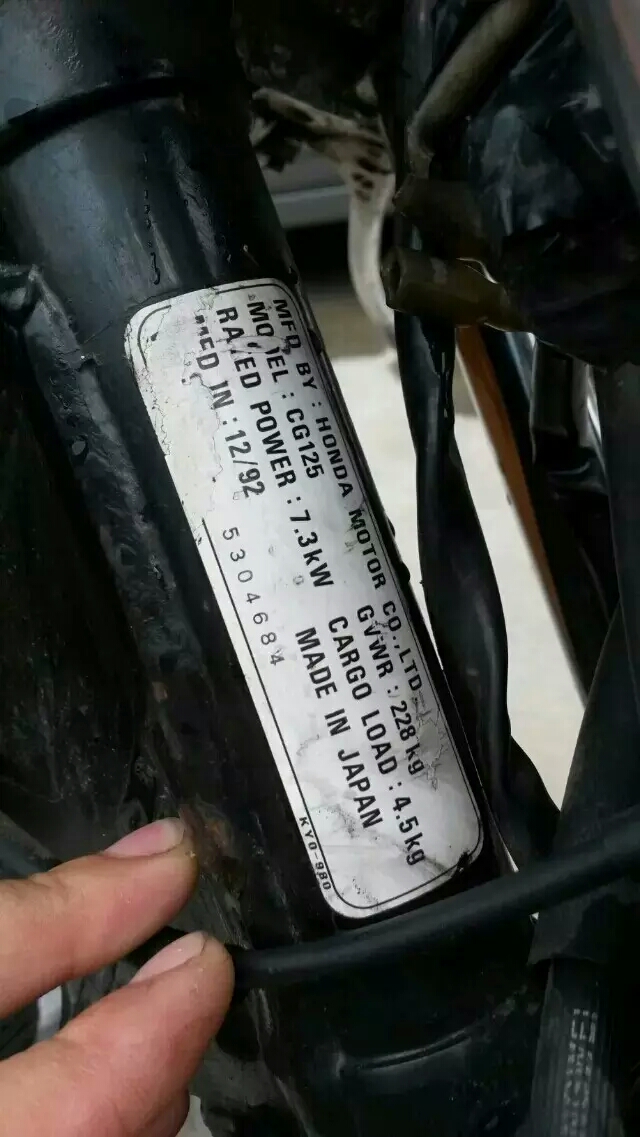 MFD BY : HONDA MOTOR CO.,LTD
MODEL : CG125 GVWR : 228 kg
RATED POWER : 7.3kW CARGO LOAD : 4.5kg
MFD IN : 12/92 MADE IN JAPAN
5304684
KY0-980